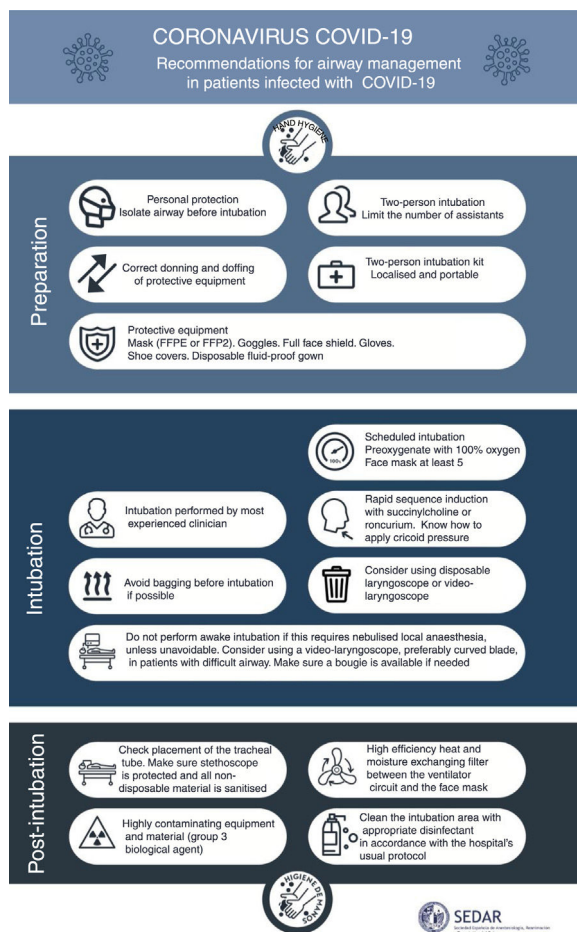 CORONAVIRUS COVID-19
Recommendations for airway management
in patients infected with COVID-19
HAND HYGIENE
Preparation
Personal protection
Isolate airway before intubation
Two-person intubation
Limit the number of assistants
Correct donning and doffing
of protective equipment
Two-person intubation kit
Localised and portable
Protective equipment
Mask (FFPE or FFP2). Goggles. Full face shield. Gloves.
Shoe covers. Disposable fluid-proof gown
Intubation
100%
Scheduled intubation
Preoxygenate with 100% oxygen
Face mask at least 5
Intubation performed by most
experienced clinician
Rapid sequence induction
with succinylcholine or
roncurium. Know how to
apply cricoid pressure
Avoid bagging before intubation
if possible
Consider using disposable
laryngoscope or video-
laryngoscope
Do not perform awake intubation if this requires nebulised local anaesthesia,
unless unavoidable. Consider using a video-laryngoscope, preferably curved blade,
in patients with difficult airway. Make sure a bougie is available if needed
Post-intubation
Check placement of the tracheal
tube. Make sure stethoscope
is protected and all non-
disposable material is sanitised
High efficiency heat and
moisture exchanging filter
between the ventilator
circuit and the face mask
Highly contaminating equipment
and material (group 3
biological agent)
Clean the intubation area with
appropriate disinfectant
in accordance with the hospital's
usual protocol
HIGIENE DE MANOS
SEDAR
Sociedad Española de Anestesiología, Reanimación